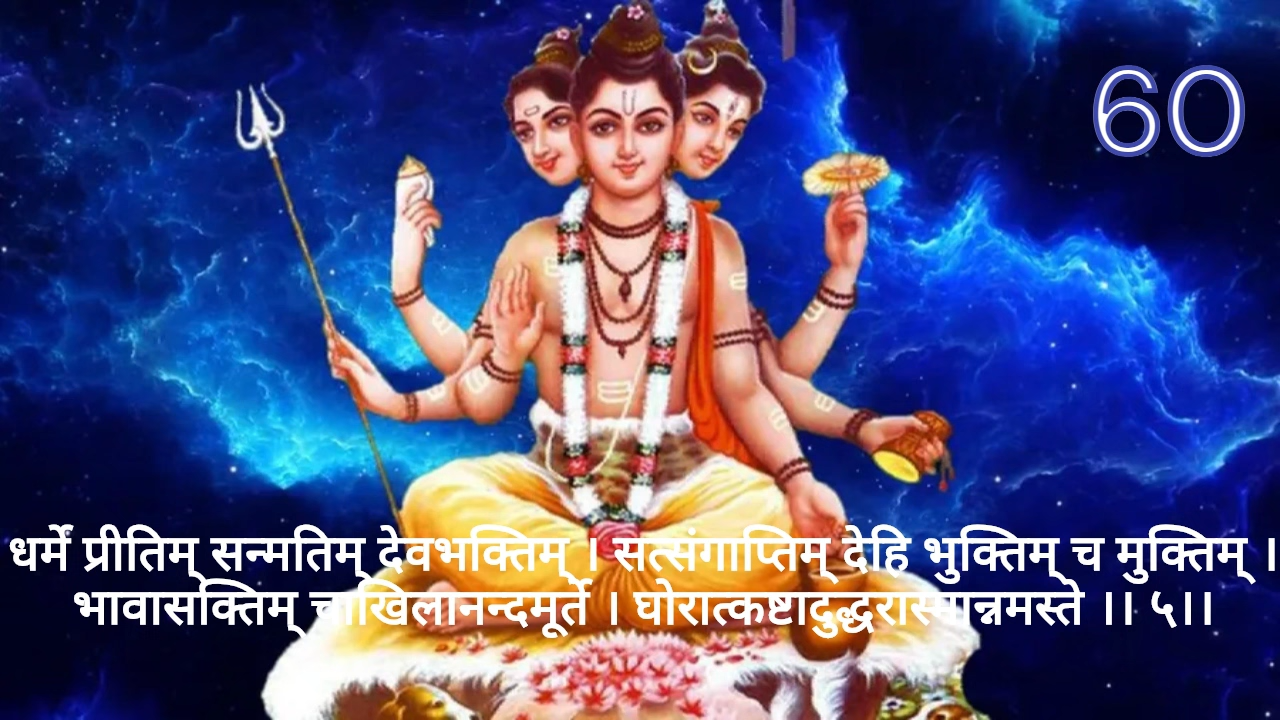 60
धर्में प्रीतिम् सन्मतिम् देवभक्तिम् । सत्संगाप्तिम् देहि भुक्तिम् च मुक्तिम् ।
भावासक्तिम् चाखिलानन्दमूर्ते । घोरात्कष्टादुद्धरास्मान्नमस्ते ।। ५।।